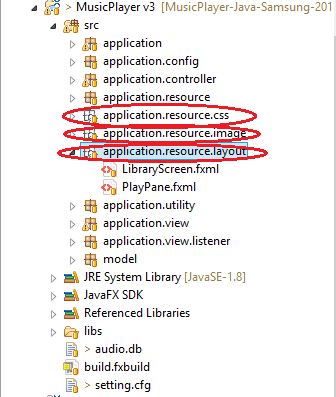 > MusicPlayer v3 [MusicPlayer-Java-Samsung-201
src
application
application.config
application.controller
application.resource
application.resource.css
application.resource.image
application.resource.layout
LibraryScreen.fxml
PlayPane.fxml
application.utility
application.view
application.view.listener
model
JRE System Library [JavaSE-1.8]
JavaFX SDK
Referenced Libraries
> libs
> audio.db
build.fxbuild
> setting.cfg